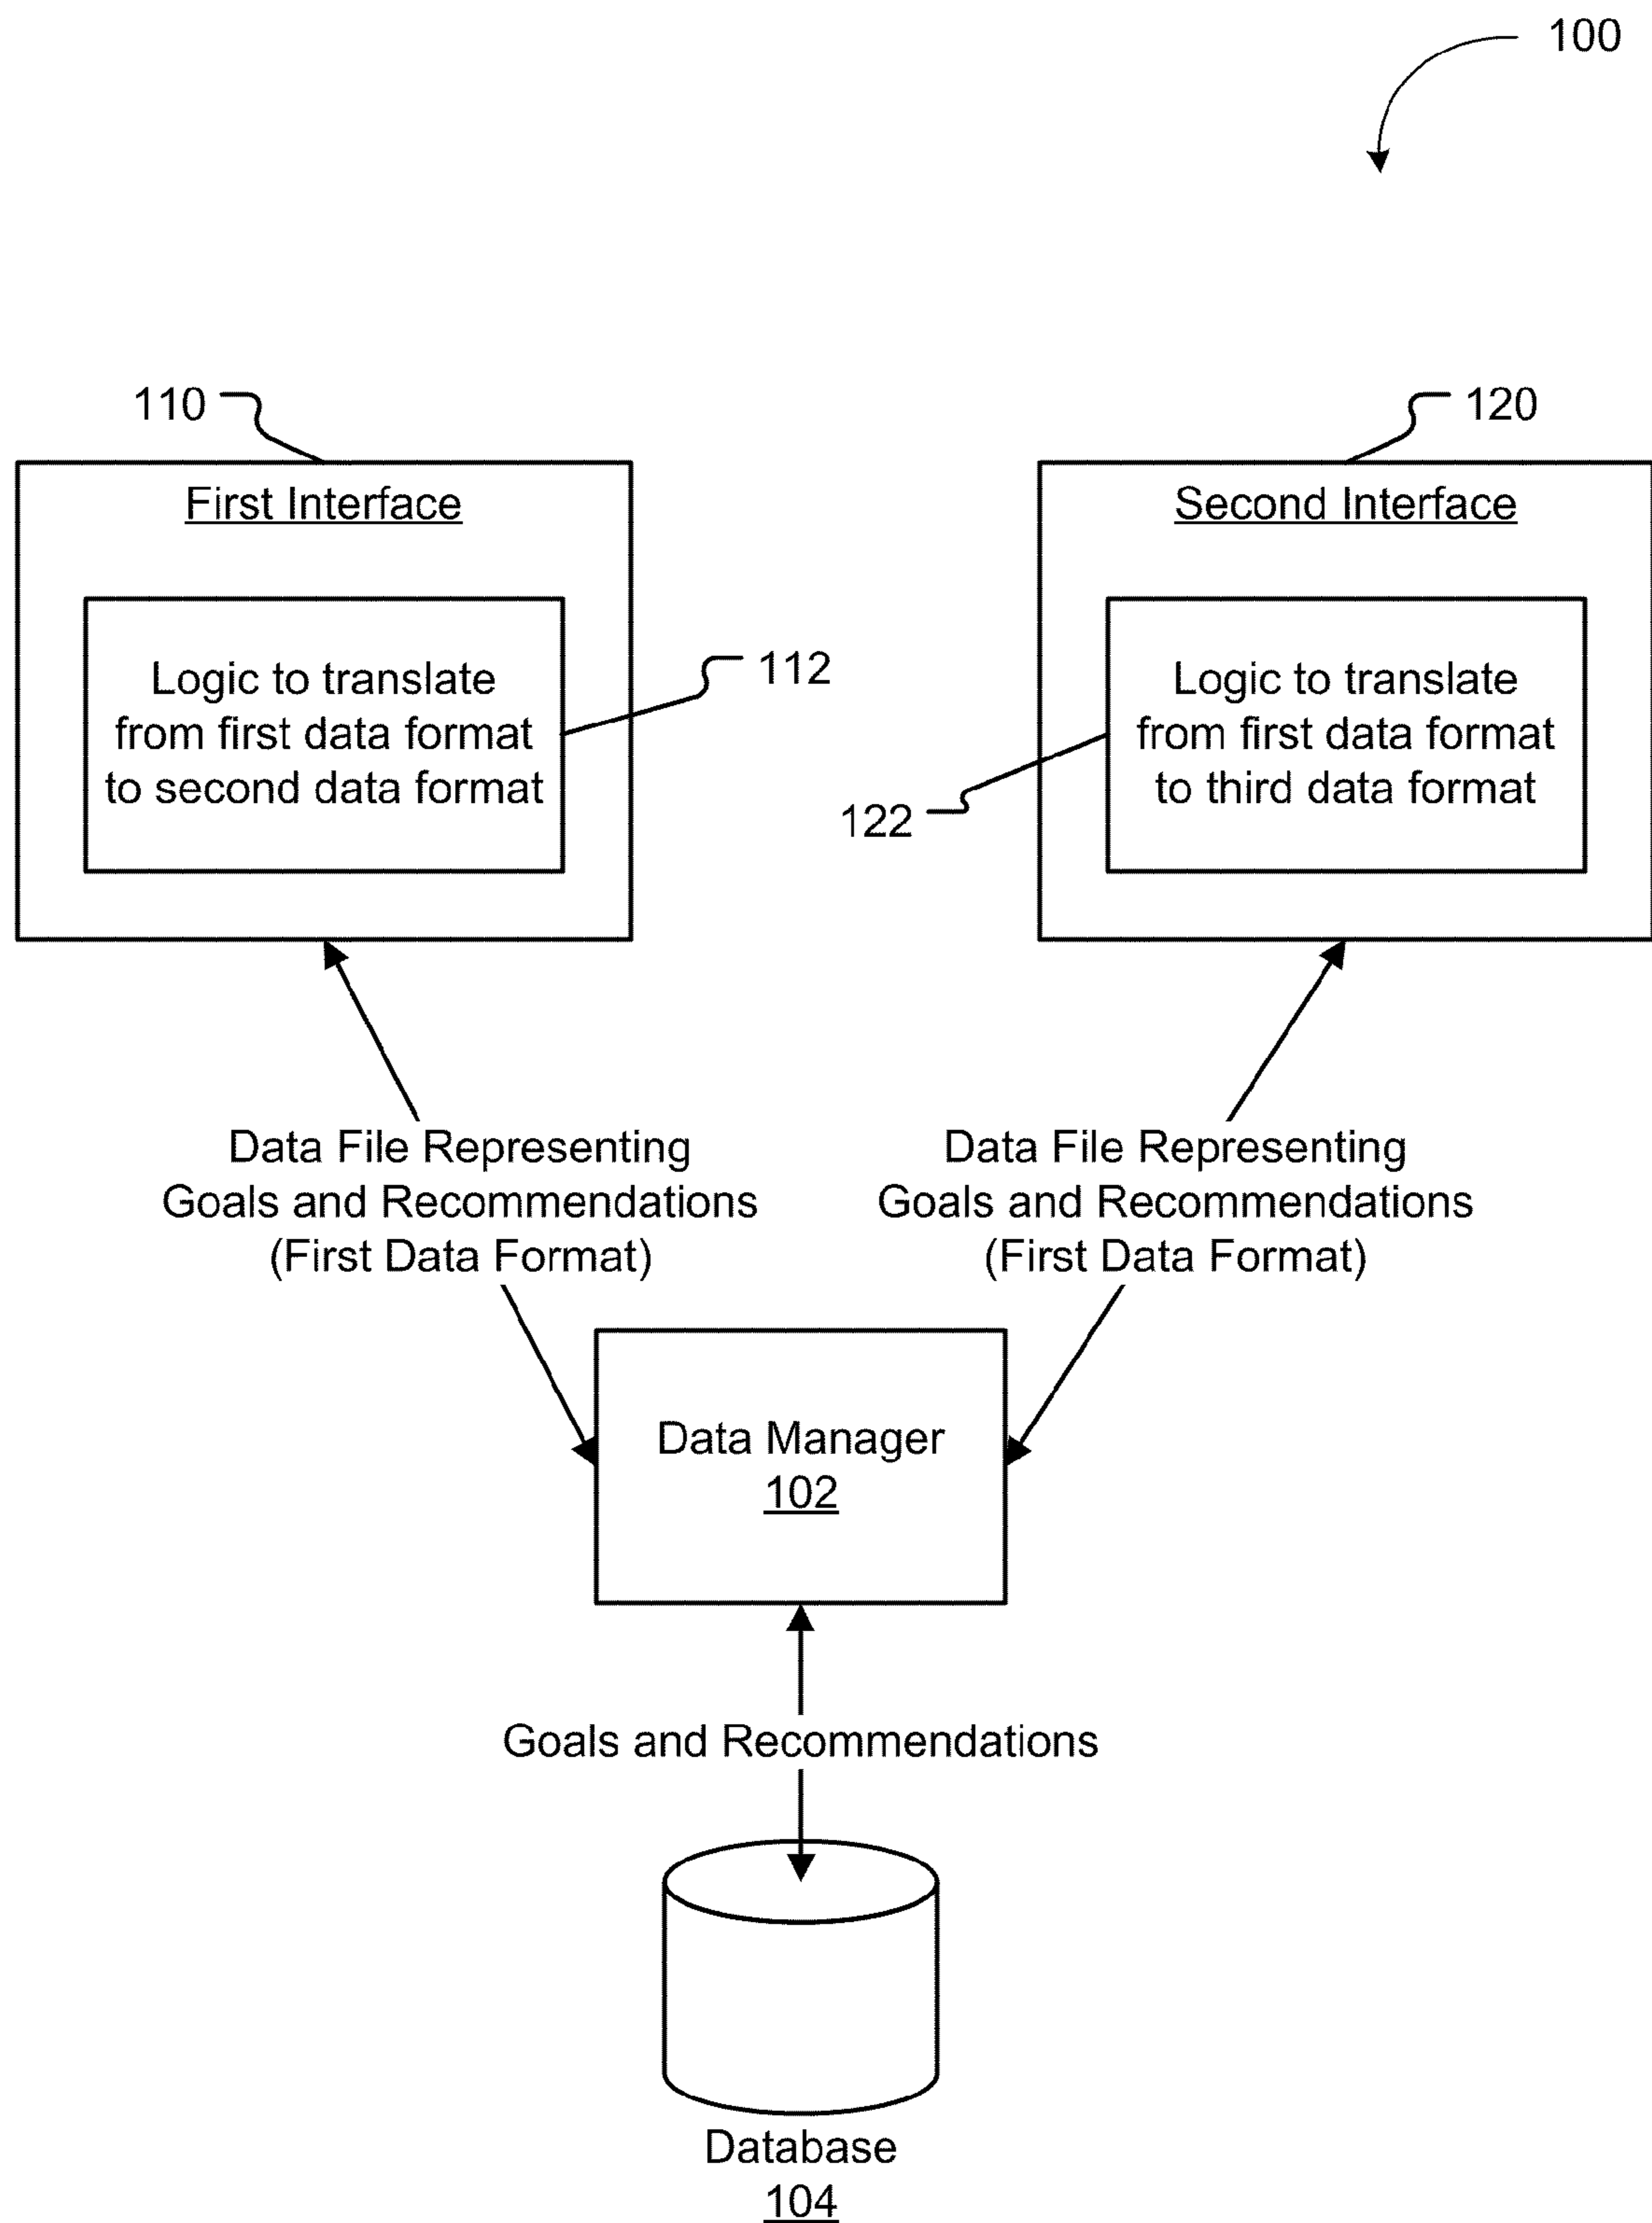 100
110
120
First Interface
Second Interface
Logic to translate
from first data format
to second data format
112
Logic to translate
from first data format
to third data format
122
Data File Representing
Goals and Recommendations
(First Data Format)
Data File Representing
Goals and Recommendations
(First Data Format)
Data Manager
102
Goals and Recommendations
Database
104